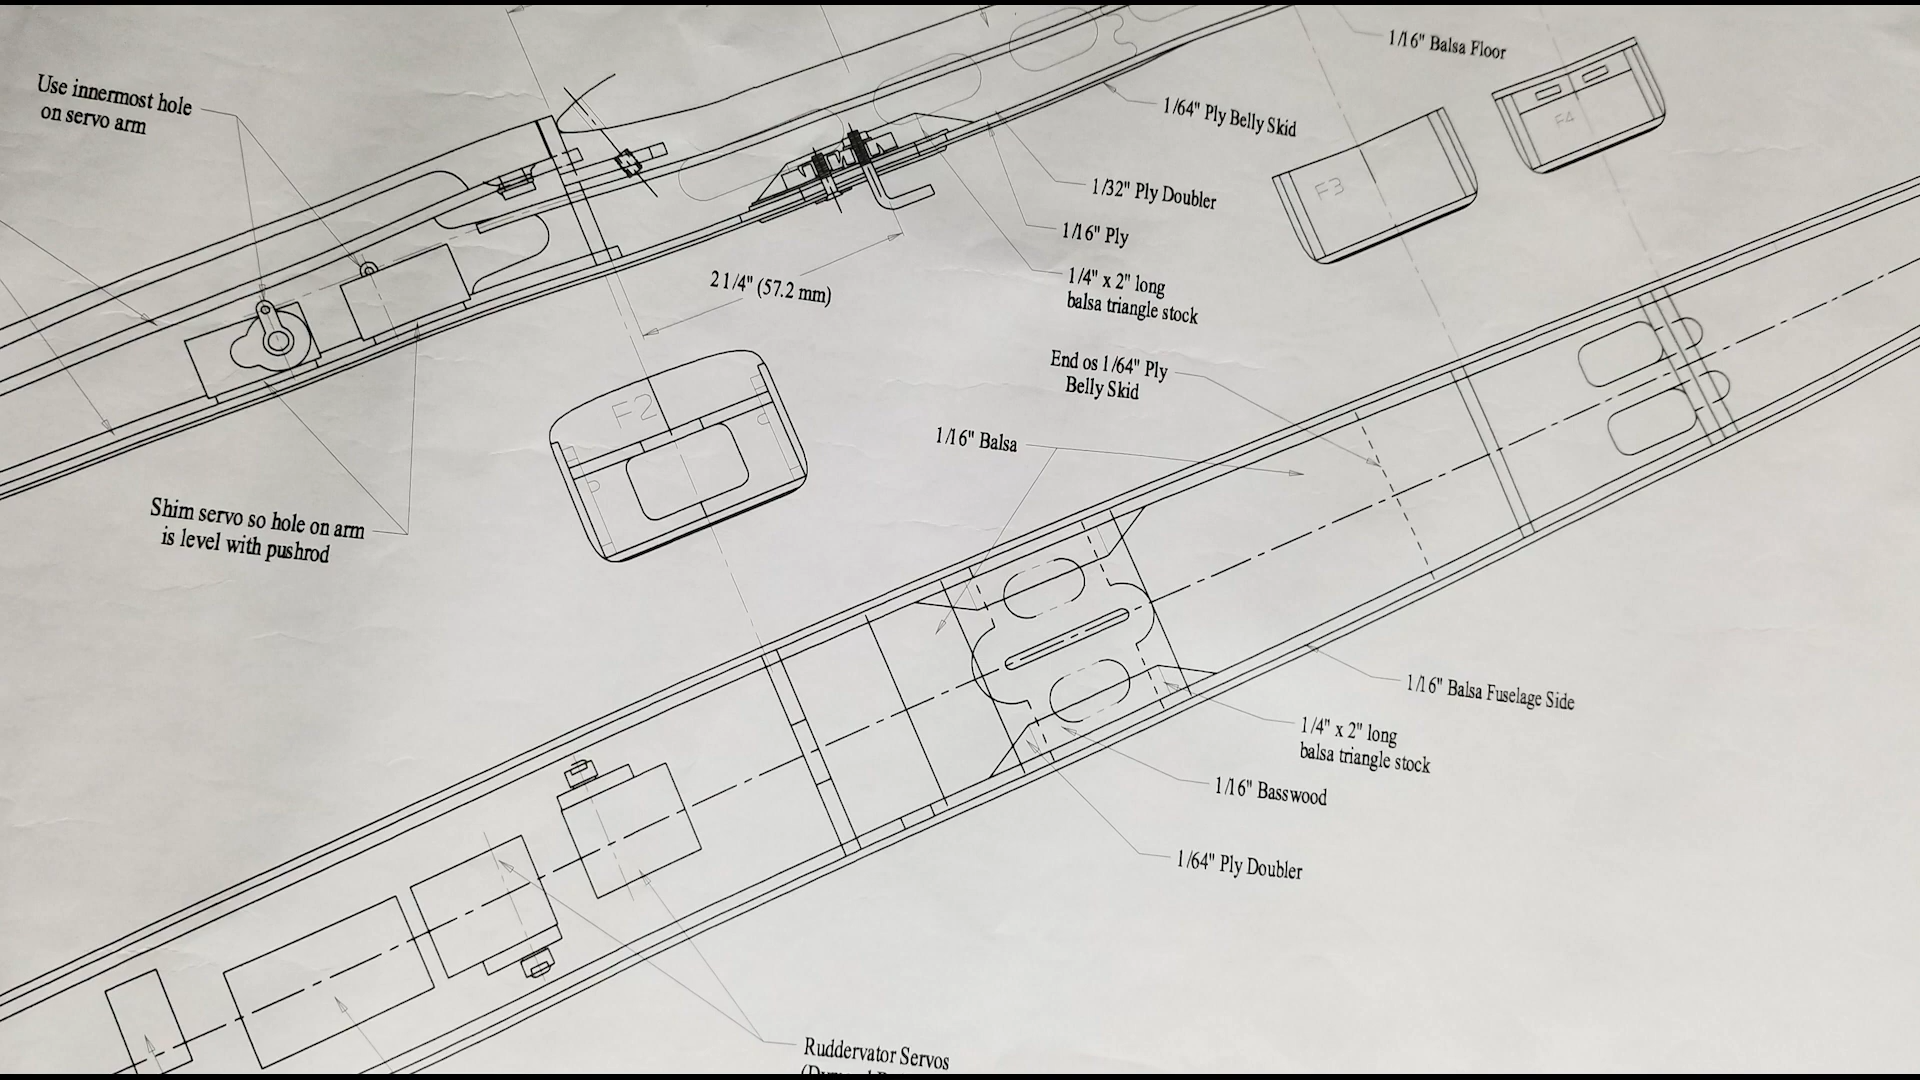 1/16" Balsa Floor
Use innermost hole
on servo arm
1/64" Ply Belly Skid
F4
F3
1/32" Ply Doubler
1/16" Ply
2 1/4" (57.2 mm)
1/4" x 2" long
balsa triangle stock
End os 1/64" Ply
Belly Skid
F2
1/16" Balsa
Shim servo so hole on arm
is level with pushrod
1/16" Balsa Fuselage Side
1/4" x 2" long
balsa triangle stock
1/16" Basswood
1/64" Ply Doubler
Ruddervator Servos